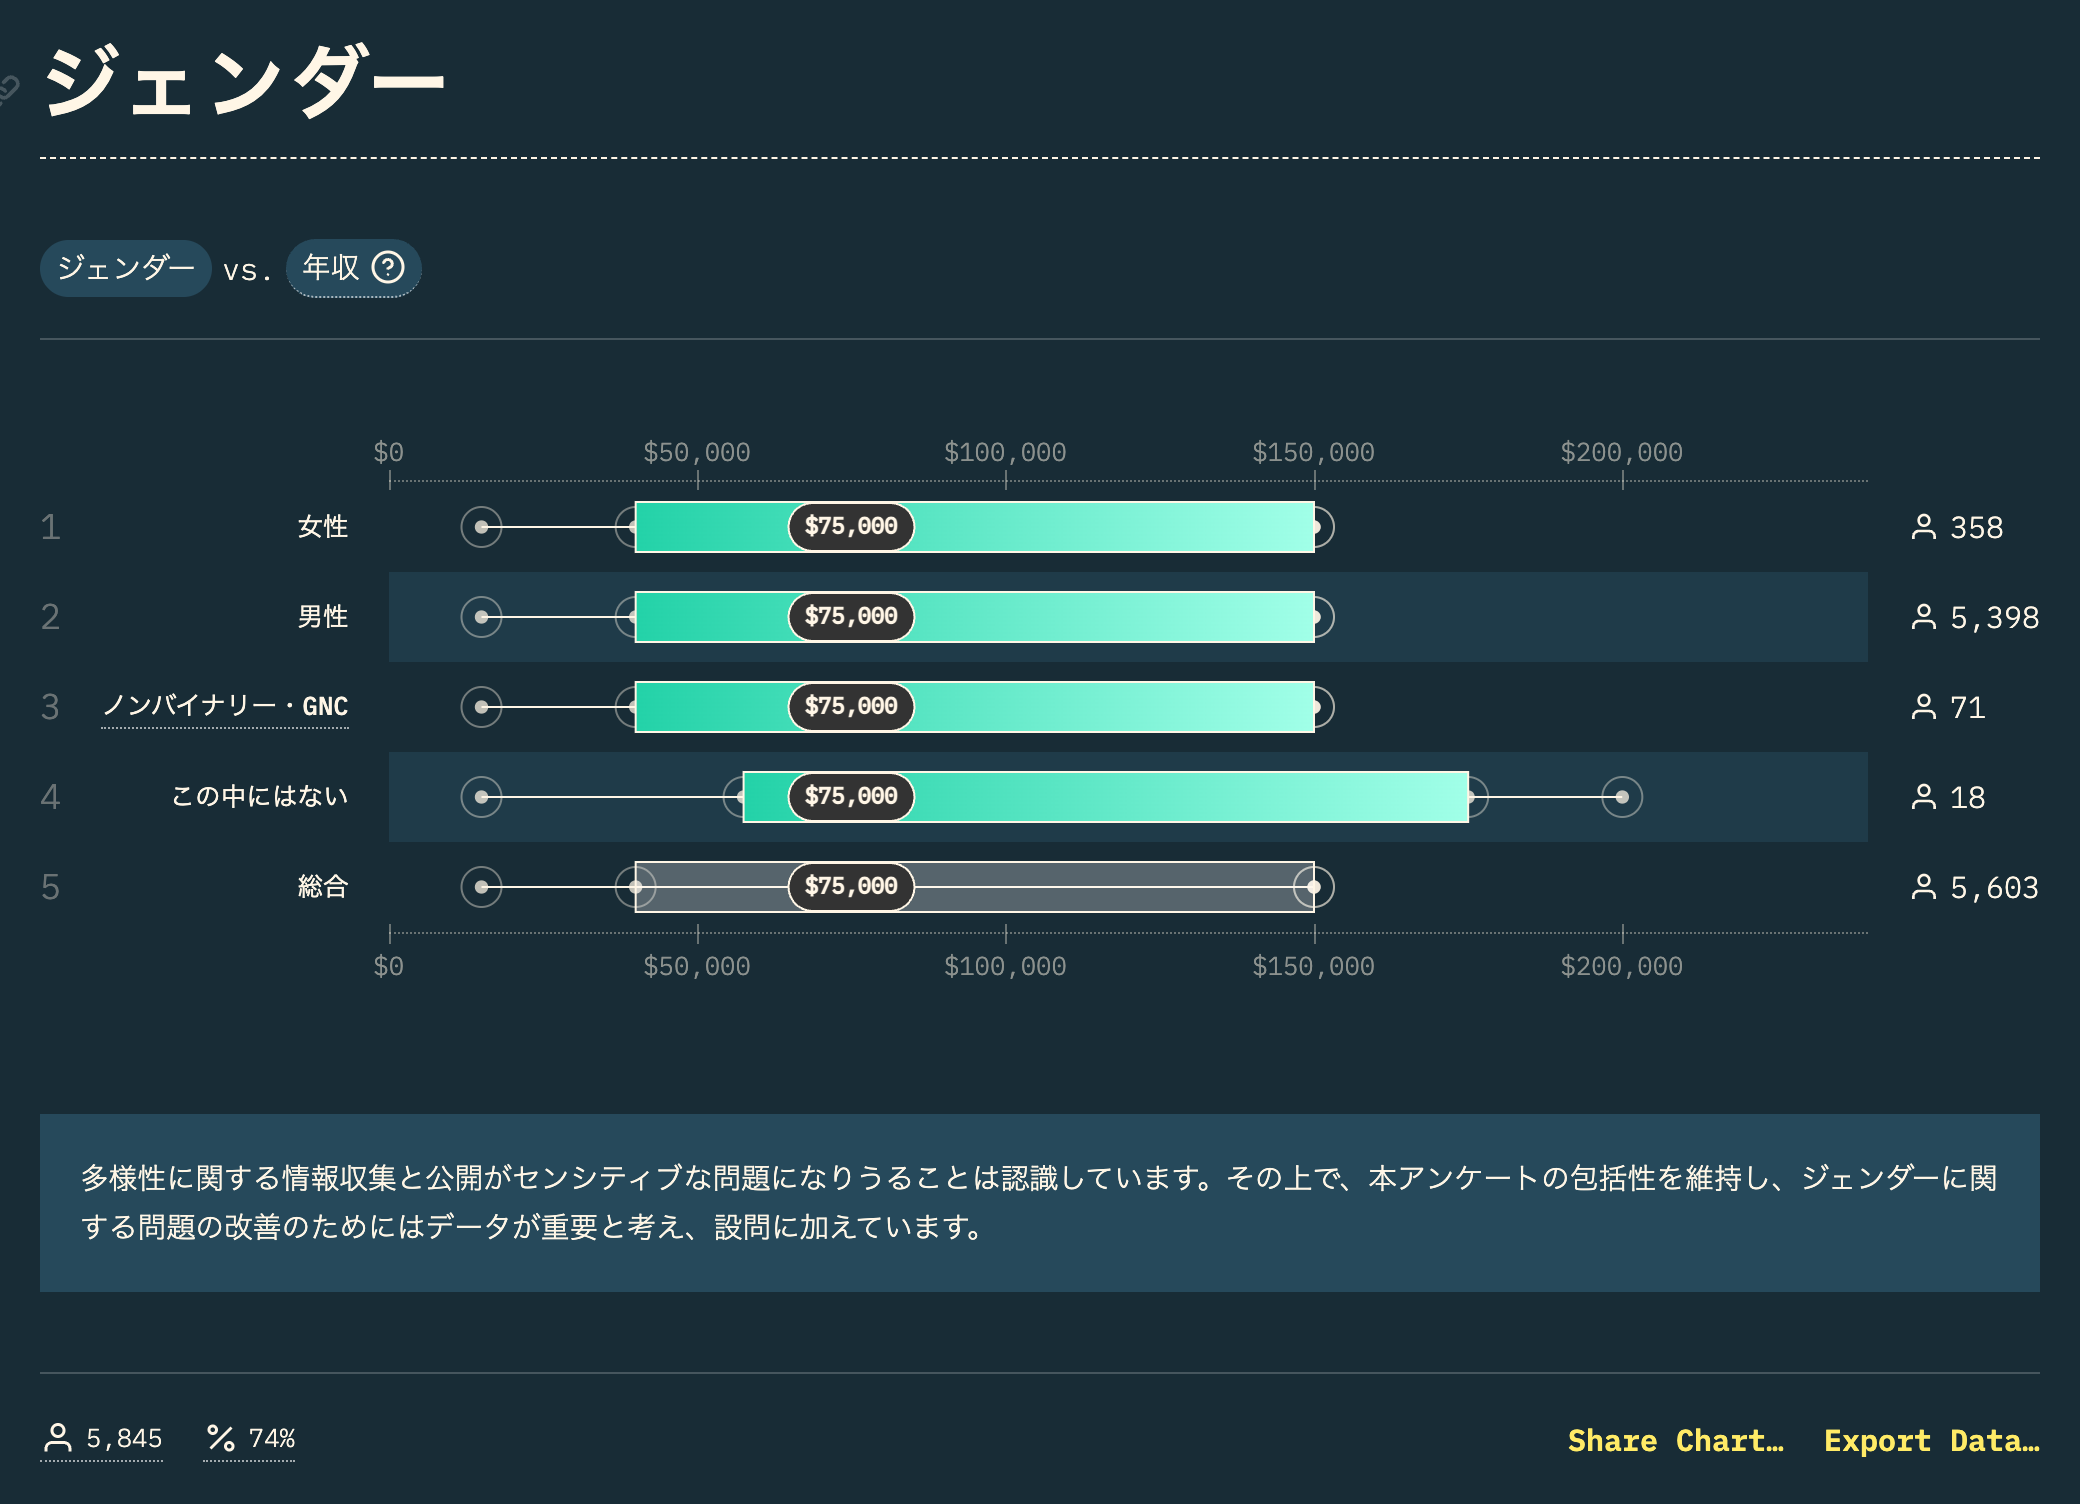 ジェンダー
ジェンダー vs. 年収
$0 $50,000 $100,000 $150,000 $200,000
1 女性 $75,000 358
2 男性 $75,000 5,398
3 ノンバイナリー・GNC $75,000 71
4 この中にはない $75,000 18
5 総合 $75,000 5,603
$0 $50,000 $100,000 $150,000 $200,000
多様性に関する情報収集と公開がセンシティブな問題になりうることは認識しています。その上で、本アンケートの包括性を維持し、ジェンダーに関
する問題の改善のためにはデータが重要と考え、設問に加えています。
5,845 74% Share Chart… Export Data…